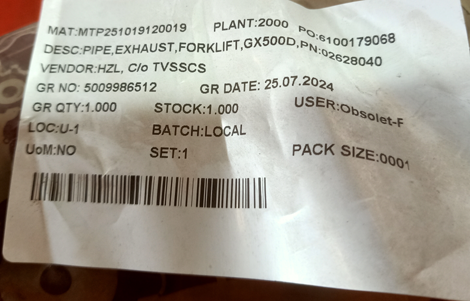 MAT:MTP251019120019 PLANT:2000 PO:6100179068
DESC:PIPE,EXHAUST,FORKLIFT,GX500D,PN:02628040
VENDOR:HZL, C/o TVSSCS
GR NO: 5009986512 GR DATE: 25.07.2024
GR QTY:1.000 STOCK:1.000 USER:Obsolet-F
LOC:U-1 BATCH:LOCAL
UoM:NO SET:1 PACK SIZE:0001